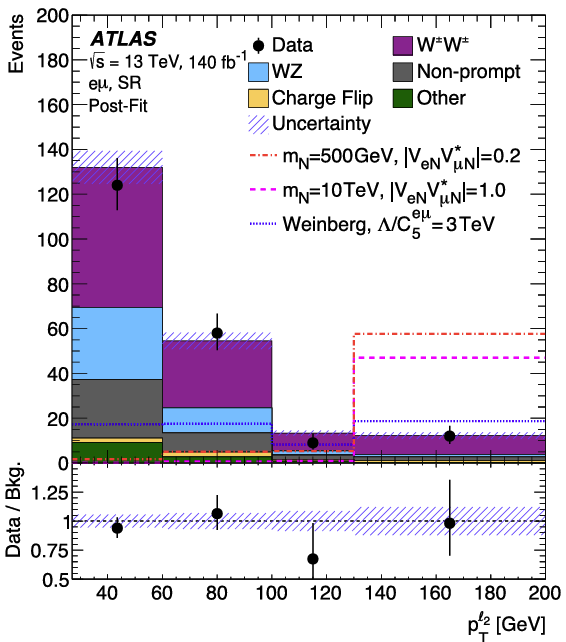 ATLAS
√s = 13 TeV, 140 fb⁻¹
eμ, SR
Post-Fit
Data
W±W±
WZ
Non-prompt
Charge Flip
Other
Uncertainty
m_N=500GeV, |V_eN V*_μN|=0.2
m_N=10TeV, |V_eN V*_μN|=1.0
Weinberg, Λ/C₅^eμ=3TeV
Events
200
180
160
140
120
100
80
60
40
20
0
Data / Bkg.
1.25
1
0.75
0.5
40 60 80 100 120 140 160 180 200
p_T^ℓ₂ [GeV]